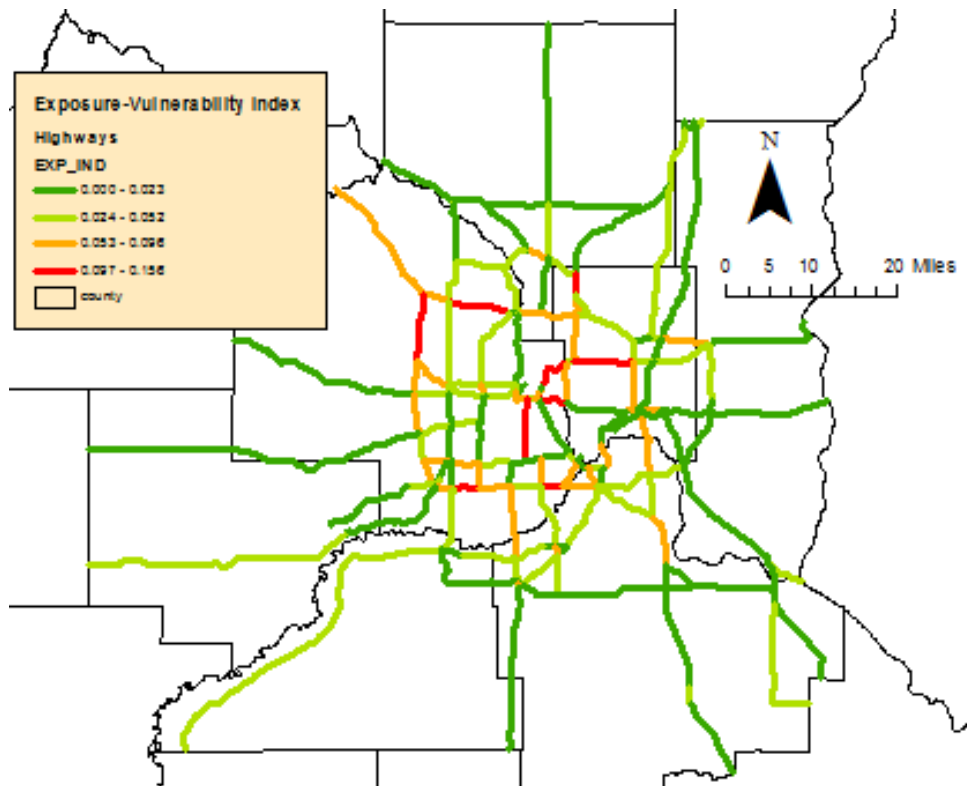 Exposure-Vulnerability Index
Highways
EXP_IND
0.000 - 0.023
0.024 - 0.052
0.053 - 0.096
0.097 - 0.156
county
N
0 5 10 20 Miles